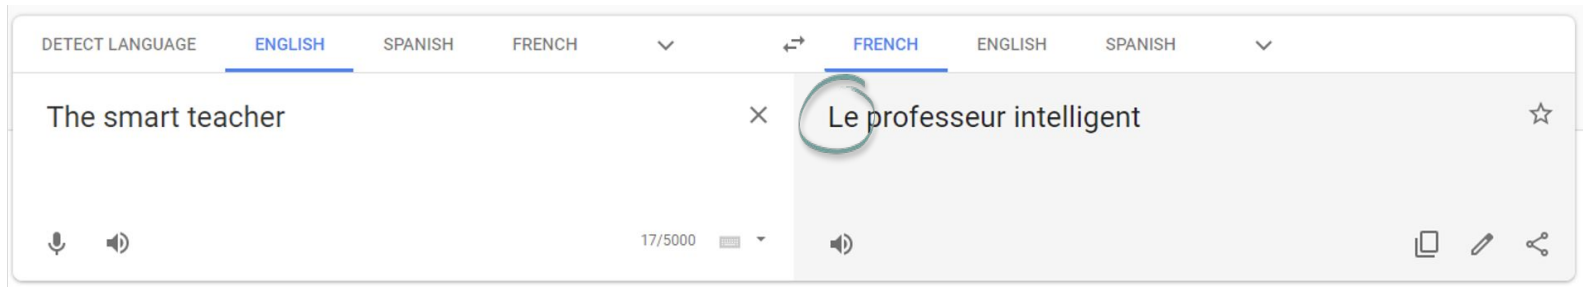 DETECT LANGUAGE ENGLISH SPANISH FRENCH FRENCH ENGLISH SPANISH
The smart teacher Le professeur intelligent
17/5000